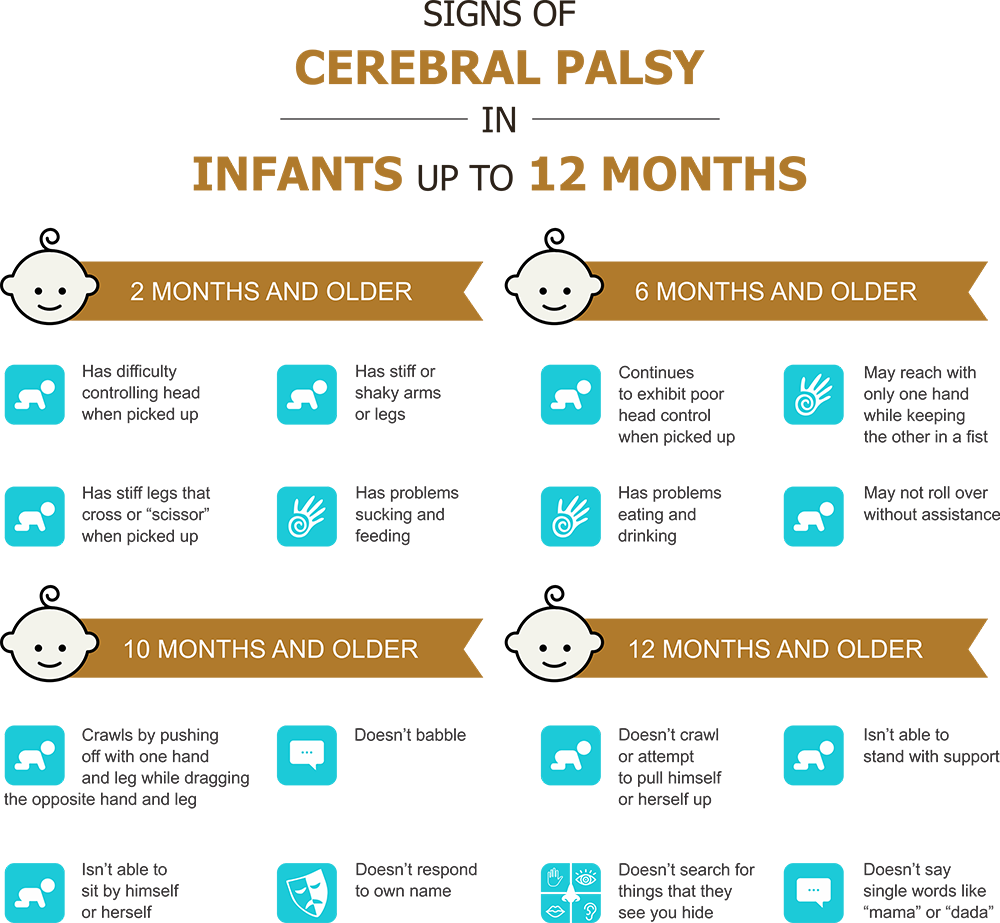 SIGNS OF
CEREBRAL PALSY
IN
INFANTS UP TO 12 MONTHS
2 MONTHS AND OLDER
Has difficulty
controlling head
when picked up
Has stiff or
shaky arms
or legs
Has stiff legs that
cross or “scissor”
when picked up
Has problems
sucking and
feeding
6 MONTHS AND OLDER
Continues
to exhibit poor
head control
when picked up
May reach with
only one hand
while keeping
the other in a fist
Has problems
eating and
drinking
May not roll over
without assistance
10 MONTHS AND OLDER
Crawls by pushing
off with one hand
and leg while dragging
the opposite hand and leg
Doesn’t babble
Isn’t able to
sit by himself
or herself
Doesn’t respond
to own name
12 MONTHS AND OLDER
Doesn’t crawl
or attempt
to pull himself
or herself up
Isn’t able to
stand with support
Doesn’t search for
things that they
see you hide
Doesn’t say
single words like
“mama” or “dada”